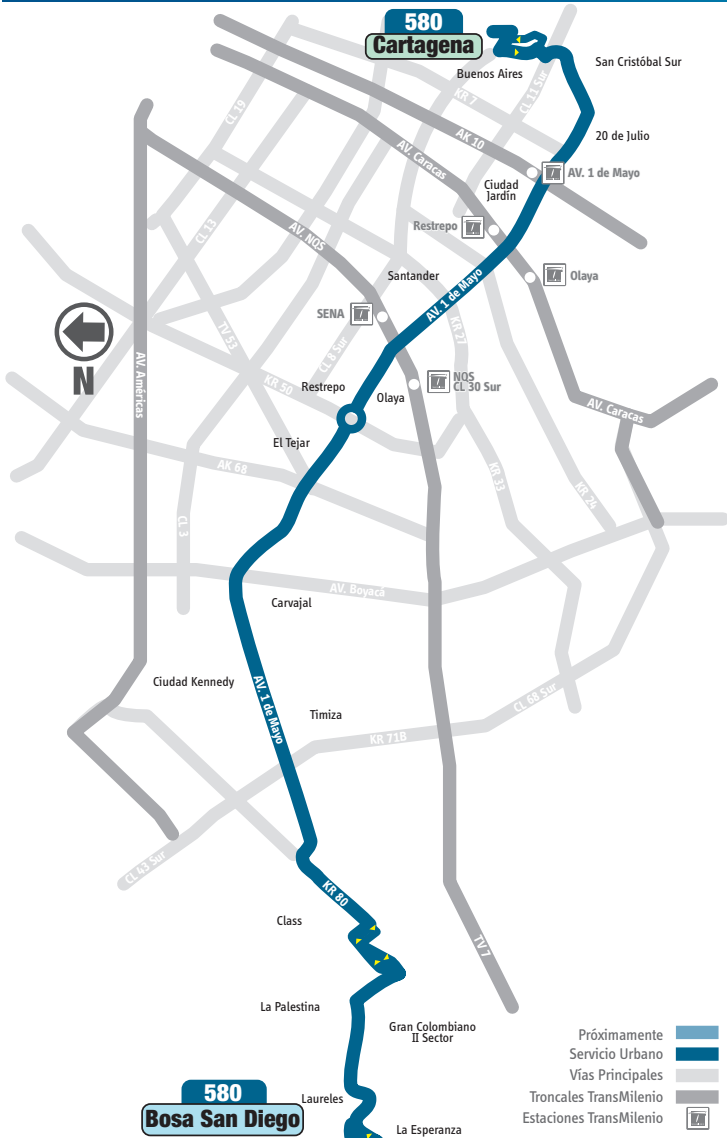 580
Cartagena
San Cristóbal Sur
Buenos Aires
CL 11 Sur
KR 7
CL 19
20 de Julio
AK 10
AV. Caracas
AV. 1 de Mayo
Ciudad
Jardín
Restrepo
CL 13
AV. NQS
Santander
Olaya
AV. 1 de Mayo
SENA
KR 27
TV 53
CL 8 Sur
N
AV. Américas
KR 50
Restrepo
Olaya
NQS
CL 30 Sur
AV. Caracas
El Tejar
AK 68
KR 33
KR 24
CL 3
AV. Boyacá
Carvajal
Ciudad Kennedy
AV. 1 de Mayo
Timiza
CL 68 Sur
KR 71B
CL 43 Sur
KR 80
Class
TV 7
La Palestina
Gran Colombiano
II Sector
Próximamente
Servicio Urbano
Vías Principales
Troncales TransMilenio
Estaciones TransMilenio
580
Bosa San Diego
Laureles
La Esperanza